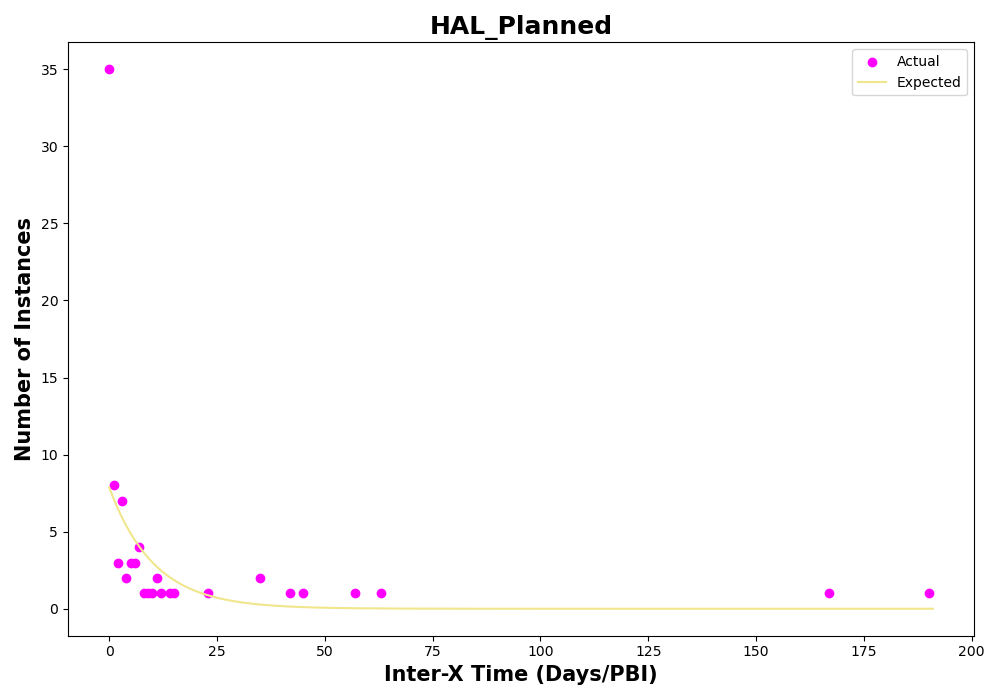 HAL_Planned
Actual
Expected
Number of Instances
35
30
25
20
15
10
5
0
0 25 50 75 100 125 150 175 200
Inter-X Time (Days/PBI)